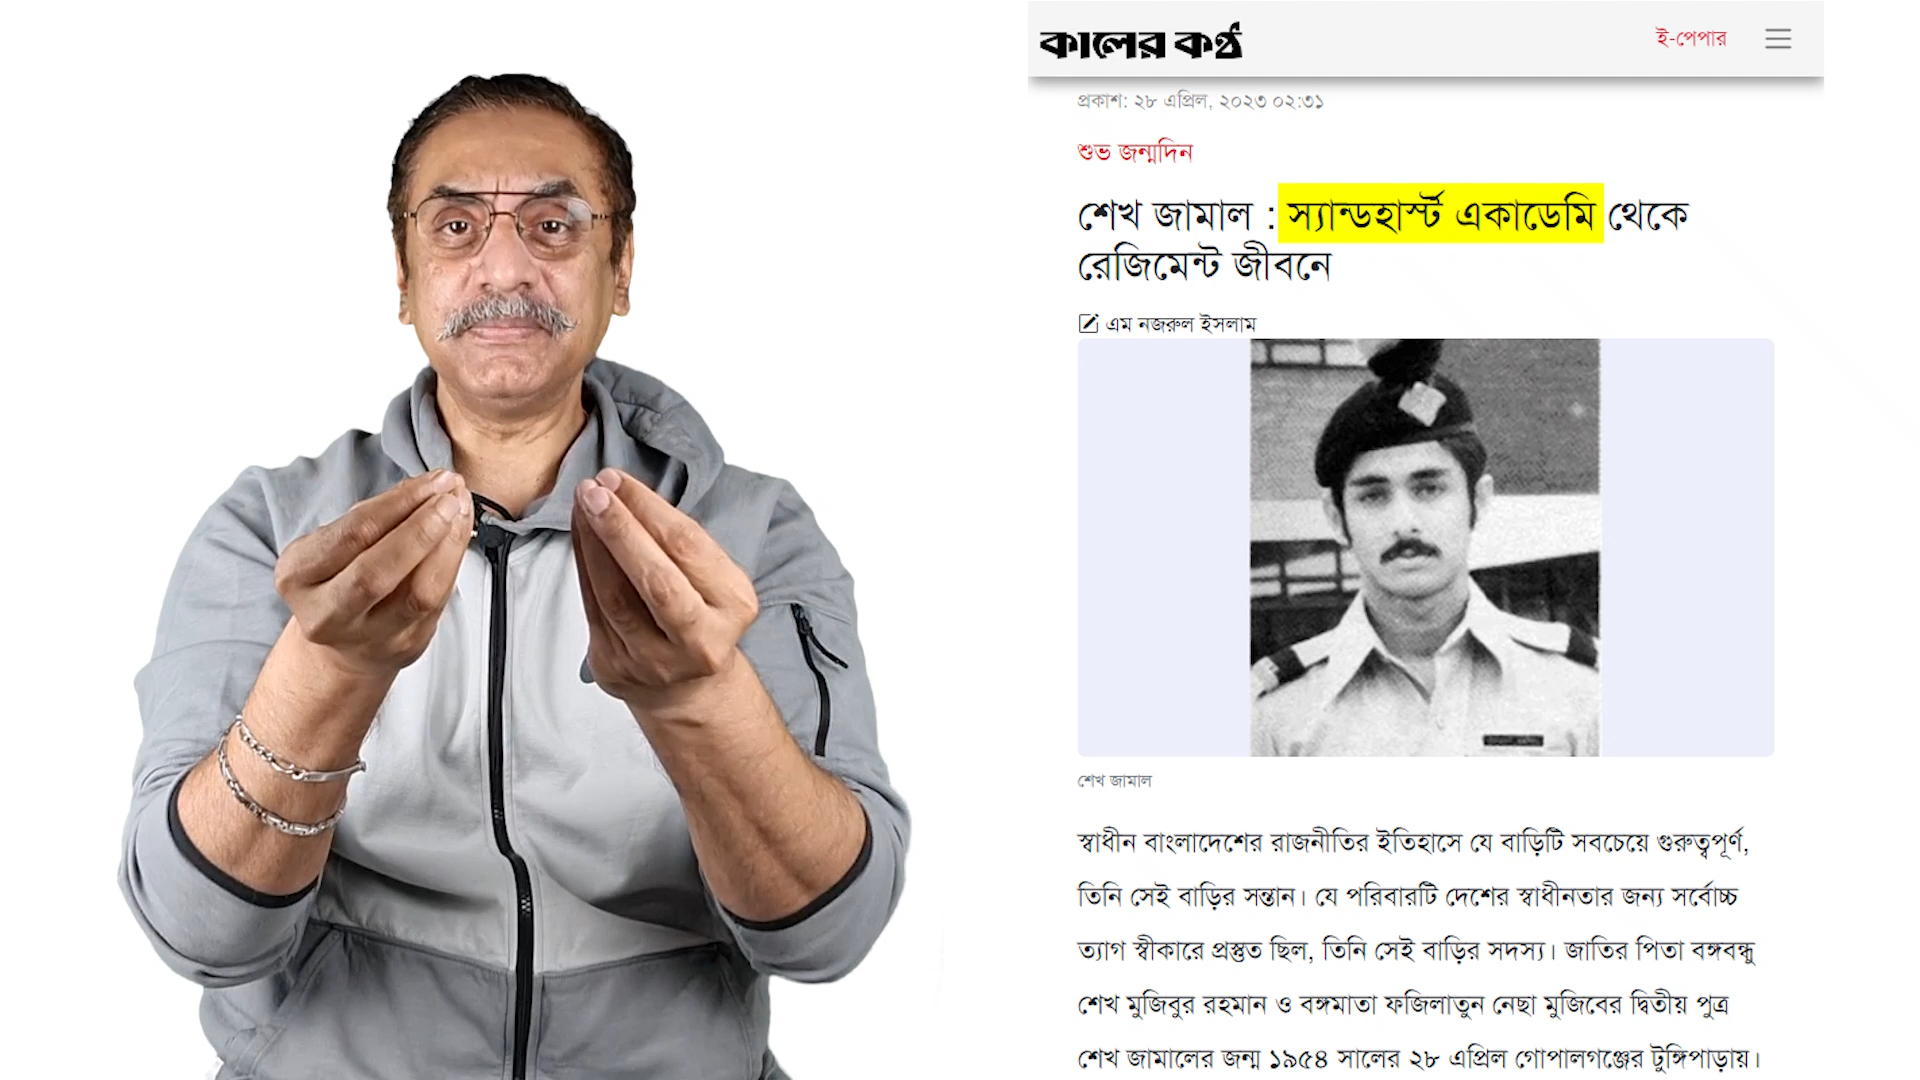 কালের কণ্ঠ
ই-পেপার
প্রকাশ: ২৮ এপ্রিল, ২০২৩ ০২:৩১
শুভ জন্মদিন
শেখ জামাল : স্যান্ডহার্স্ট একাডেমি থেকে
রেজিমেন্ট জীবনে
এম নজরুল ইসলাম
শেখ জামাল
স্বাধীন বাংলাদেশের রাজনীতির ইতিহাসে যে বাড়িটি সবচেয়ে গুরুত্বপূর্ণ,
তিনি সেই বাড়ির সন্তান। যে পরিবারটি দেশের স্বাধীনতার জন্য সর্বোচ্চ
ত্যাগ স্বীকারে প্রস্তুত ছিল, তিনি সেই বাড়ির সদস্য। জাতির পিতা বঙ্গবন্ধু
শেখ মুজিবুর রহমান ও বঙ্গমাতা ফজিলাতুন নেছা মুজিবের দ্বিতীয় পুত্র
শেখ জামালের জন্ম ১৯৫৪ সালের ২৮ এপ্রিল গোপালগঞ্জের টুঙ্গিপাড়ায়।